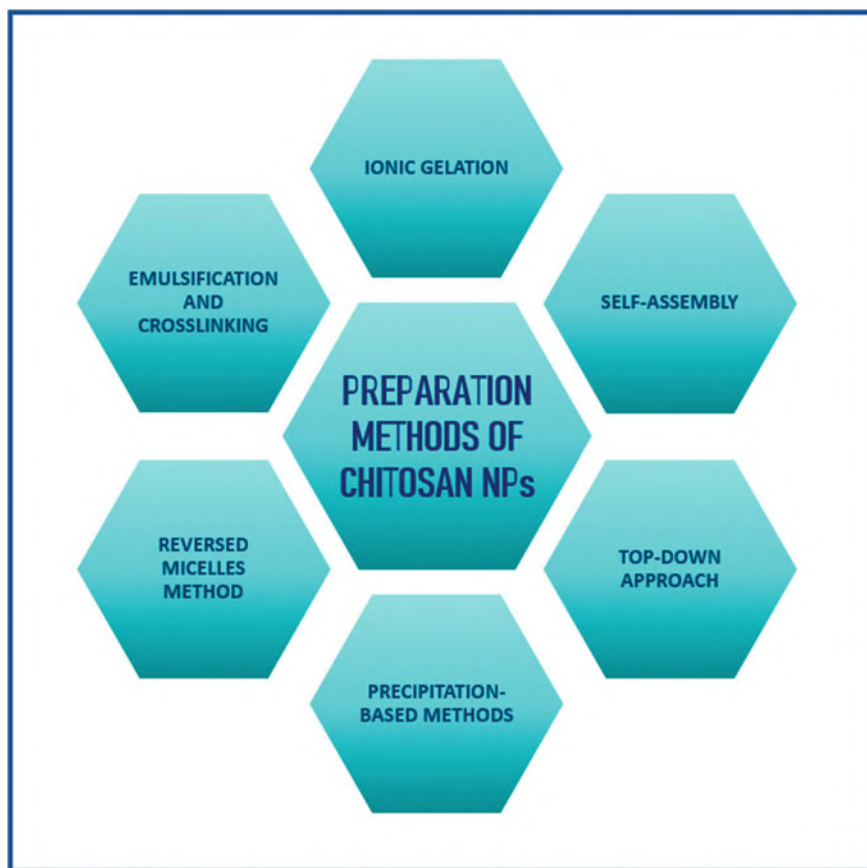 IONIC GELATION
EMULSIFICATION
AND
CROSSLINKING
SELF-ASSEMBLY
PREPARATION
METHODS OF
CHITOSAN NPs
REVERSED
MICELLES
METHOD
TOP-DOWN
APPROACH
PRECIPITATION-
BASED METHODS